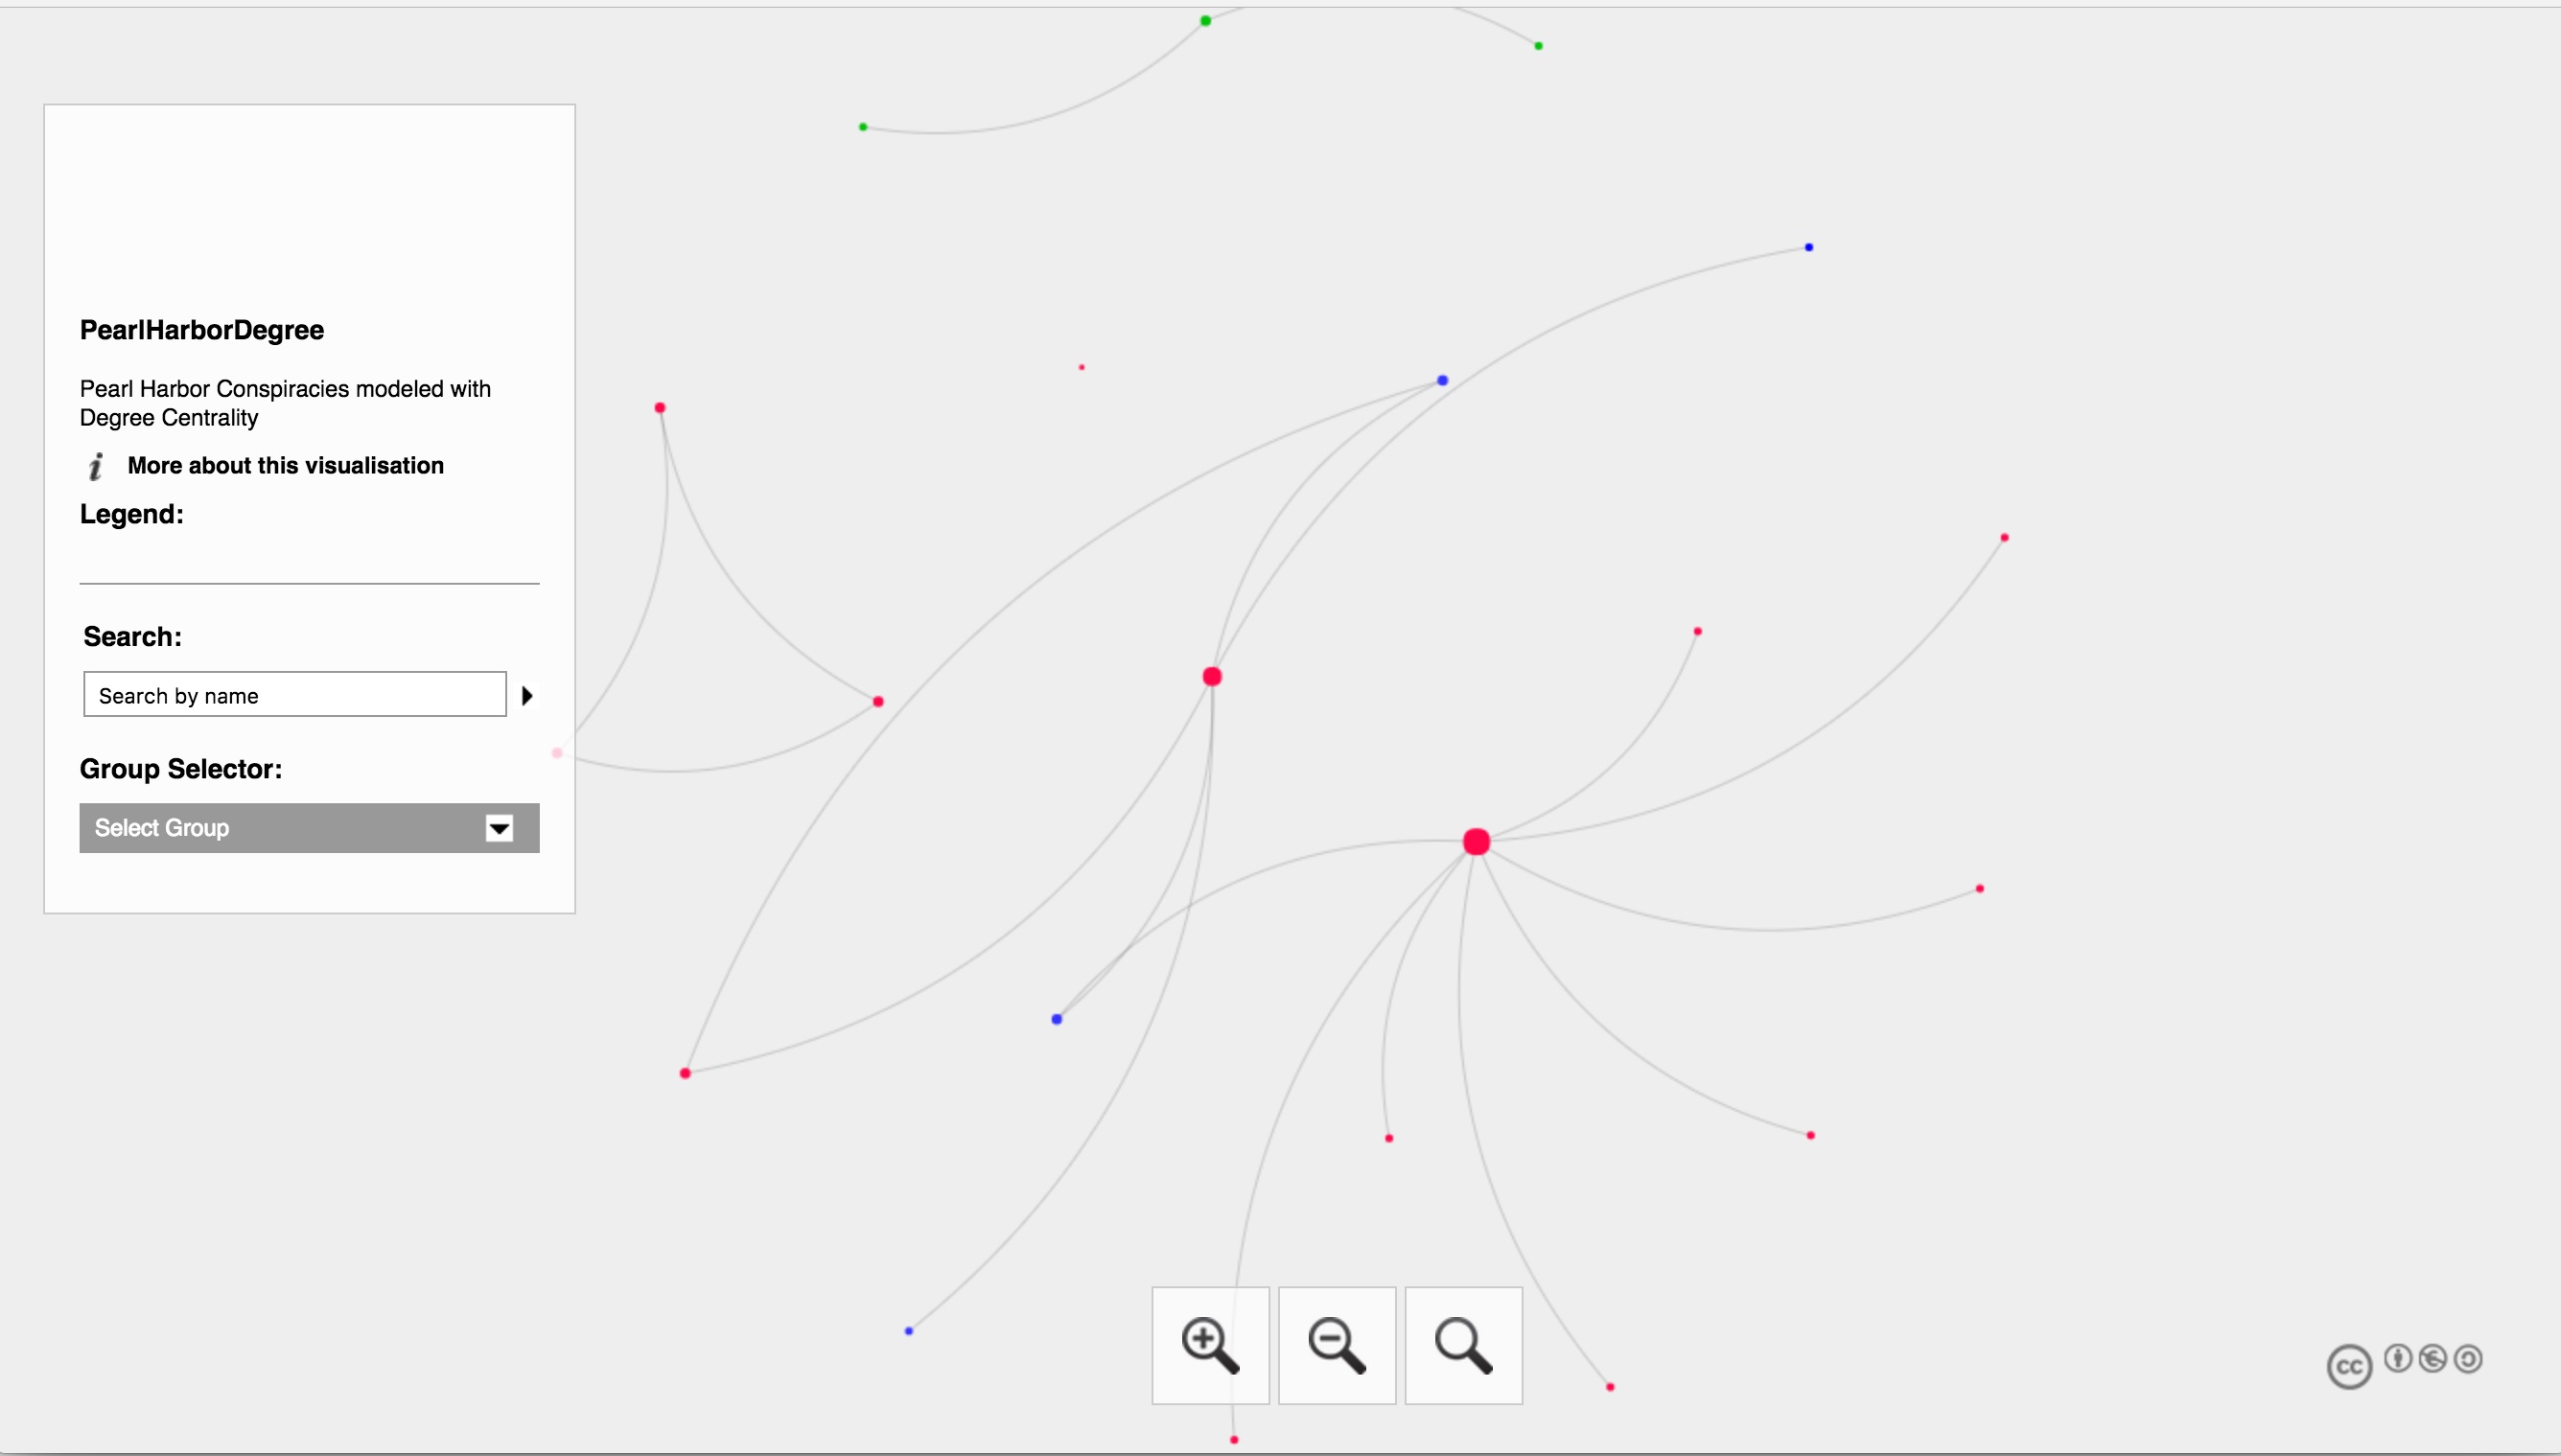 PearlHarborDegree
Pearl Harbor Conspiracies modeled with
Degree Centrality
i More about this visualisation
Legend:
Search:
Search by name
Group Selector:
Select Group
cc